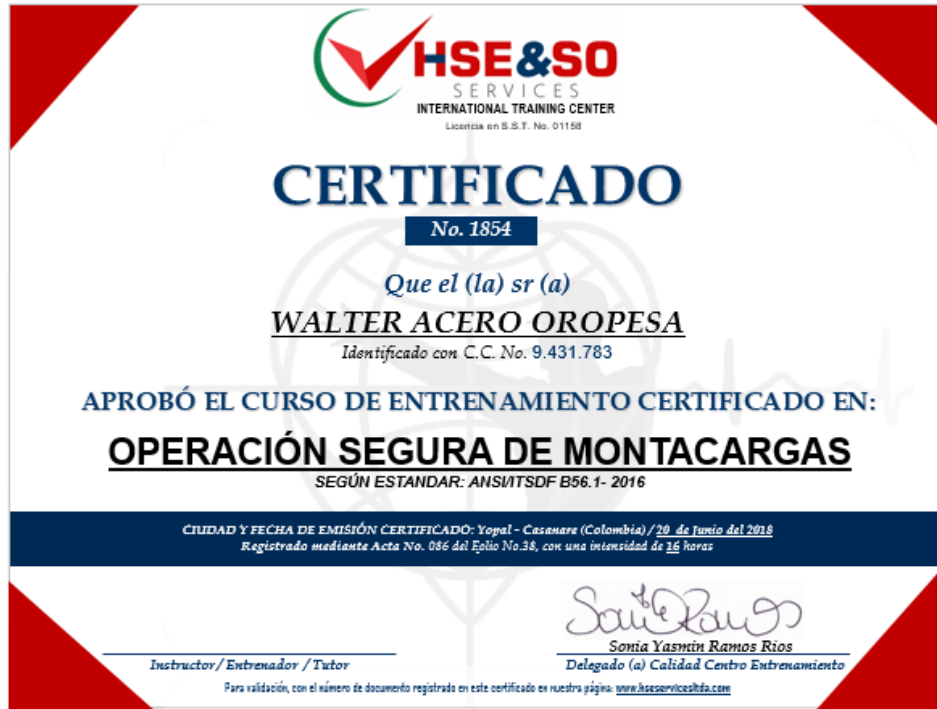 HSE&SO
SERVICES
INTERNATIONAL TRAINING CENTER
Licencia en S.S.T. No. 01158
CERTIFICADO
No. 1854
Que el (la) sr (a)
WALTER ACERO OROPESA
Identificado con C.C. No. 9.431.783
APROBÓ EL CURSO DE ENTRENAMIENTO CERTIFICADO EN:
OPERACIÓN SEGURA DE MONTACARGAS
SEGÚN ESTANDAR: ANSI/ITSDF B56.1- 2016
CIUDAD Y FECHA DE EMISIÓN CERTIFICADO: Yopal - Casanare (Colombia) / 20 de Junio del 2018
Registrado mediante Acta No. 086 del Folio No.38, con una intensidad de 16 horas
Sonia Yasmin Ramos Rios
Instructor / Entrenador / Tutor
Delegado (a) Calidad Centro Entrenamiento
Para validación, con el número de documento registrado en este certificado en nuestra página: www.hseservicesltda.com